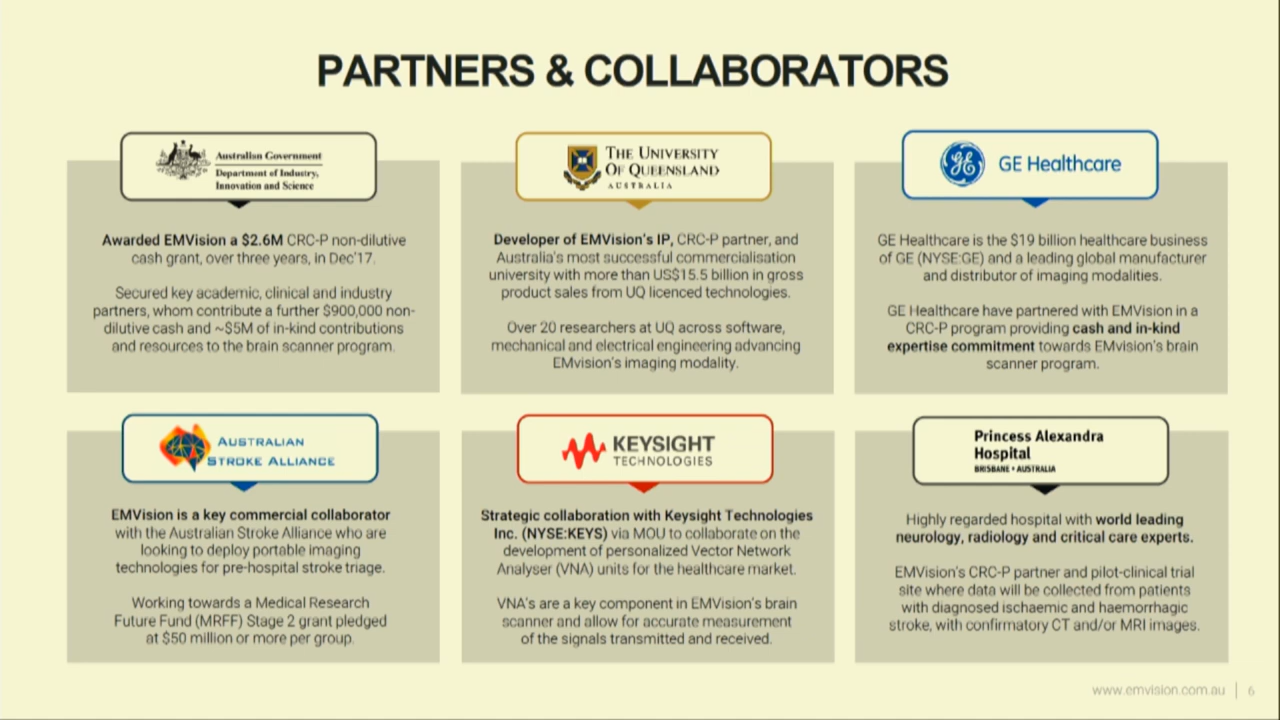 PARTNERS & COLLABORATORS
Australian Government
Department of Industry,
Innovation and Science
Awarded EMVision a $2.6M CRC-P non-dilutive
cash grant, over three years, in Dec'17.
Secured key academic, clinical and industry
partners, whom contribute a further $900,000 non-
dilutive cash and ~$5M of in-kind contributions
and resources to the brain scanner program.
THE UNIVERSITY
OF QUEENSLAND
AUSTRALIA
Developer of EMVision's IP, CRC-P partner, and
Australia's most successful commercialisation
university with more than US$15.5 billion in gross
product sales from UQ licenced technologies.
Over 20 researchers at UQ across software,
mechanical and electrical engineering advancing
EMvision's imaging modality.
GE Healthcare
GE Healthcare is the $19 billion healthcare business
of GE (NYSE:GE) and a leading global manufacturer
and distributor of imaging modalities.
GE Healthcare have partnered with EMVision in a
CRC-P program providing cash and in-kind
expertise commitment towards EMvision's brain
scanner program.
AUSTRALIAN
STROKE ALLIANCE
EMVision is a key commercial collaborator
with the Australian Stroke Alliance who are
looking to deploy portable imaging
technologies for pre-hospital stroke triage.
Working towards a Medical Research
Future Fund (MRFF) Stage 2 grant pledged
at $50 million or more per group.
KEYSIGHT
TECHNOLOGIES
Strategic collaboration with Keysight Technologies
Inc. (NYSE:KEYS) via MOU to collaborate on the
development of personalized Vector Network
Analyser (VNA) units for the healthcare market.
VNA's are a key component in EMVision's brain
scanner and allow for accurate measurement
of the signals transmitted and received.
Princess Alexandra
Hospital
BRISBANE • AUSTRALIA
Highly regarded hospital with world leading
neurology, radiology and critical care experts.
EMVision's CRC-P partner and pilot-clinical trial
site where data will be collected from patients
with diagnosed ischaemic and haemorrhagic
stroke, with confirmatory CT and/or MRI images.
www.emvision.com.au | 6